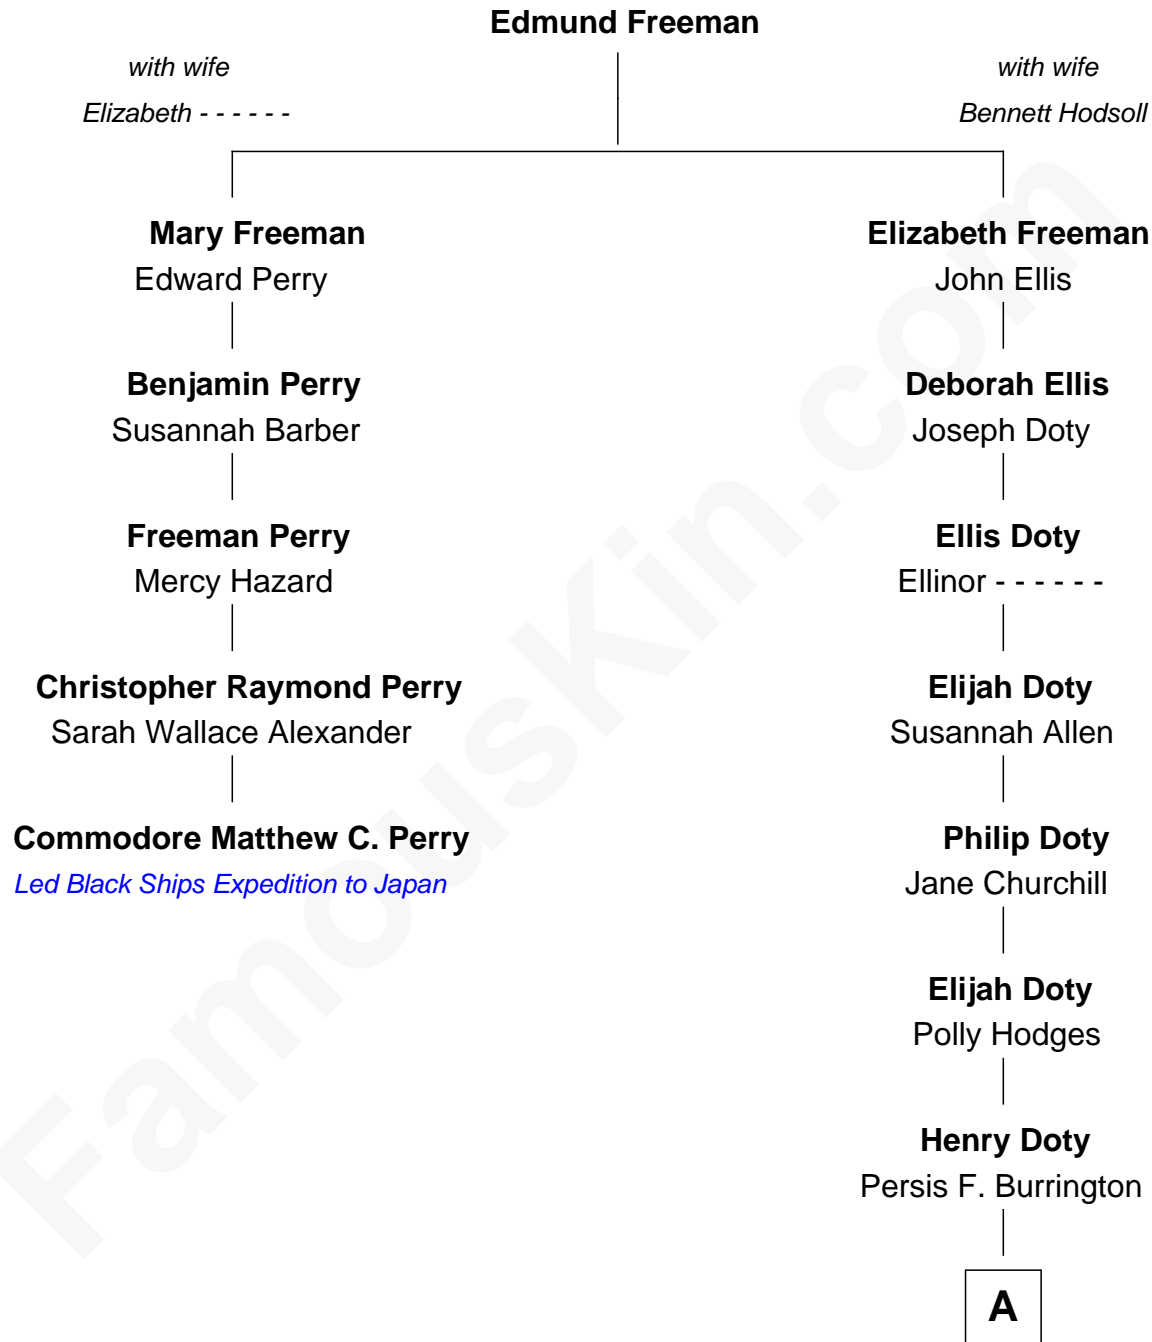 Edmund Freeman
with wife
Elizabeth - - - - - -
with wife
Bennett Hodsoll
Mary Freeman
Edward Perry
Elizabeth Freeman
John Ellis
Benjamin Perry
Susannah Barber
Deborah Ellis
Joseph Doty
Freeman Perry
Mercy Hazard
Ellis Doty
Ellinor - - - - - -
Christopher Raymond Perry
Sarah Wallace Alexander
Elijah Doty
Susannah Allen
Commodore Matthew C. Perry
Led Black Ships Expedition to Japan
Philip Doty
Jane Churchill
Elijah Doty
Polly Hodges
Henry Doty
Persis F. Burrington
A
FamousKin.com